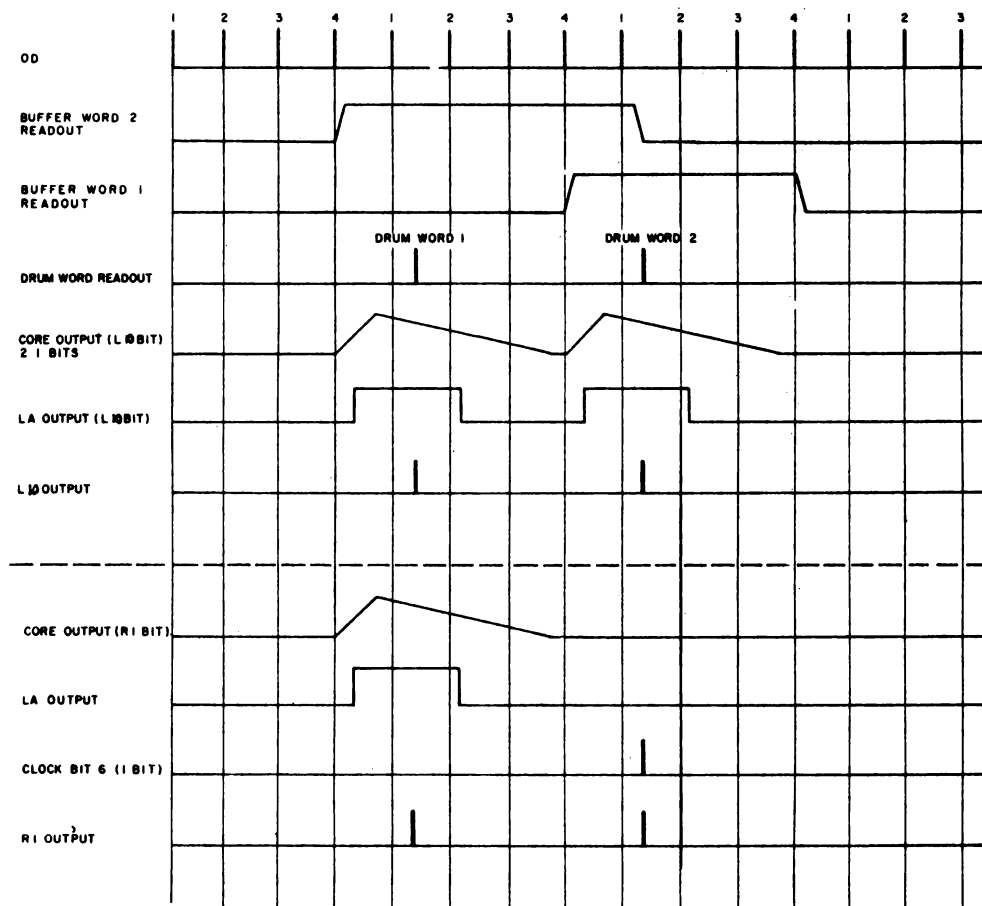 1 2 3 4 1 2 3 4 1 2 3 4 1 2 3
OD
BUFFER WORD 2
READOUT
BUFFER WORD 1
READOUT
DRUM WORD 1 DRUM WORD 2
DRUM WORD READOUT
CORE OUTPUT (L10BIT)
2 1 BITS
LA OUTPUT (L10BIT)
L10 OUTPUT
CORE OUTPUT (R1 BIT)
LA OUTPUT
CLOCK BIT 6 (1 BIT)
R1 OUTPUT